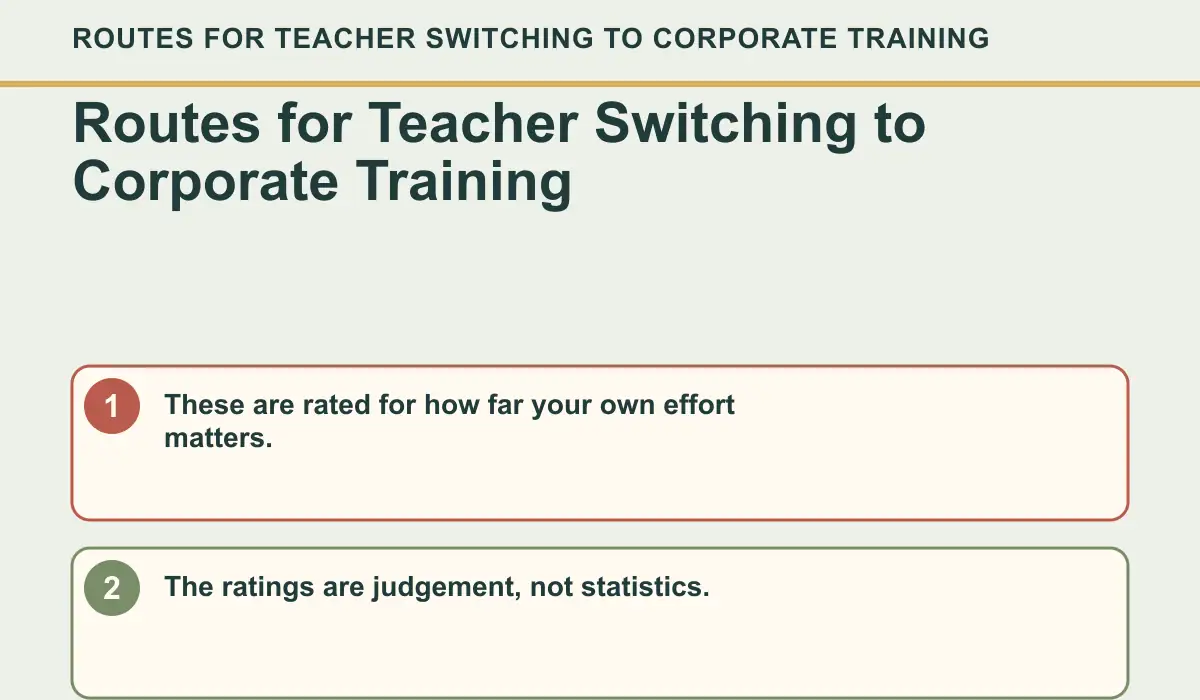 ROUTES FOR TEACHER SWITCHING TO CORPORATE TRAINING
Routes for Teacher Switching to
Corporate Training
1
These are rated for how far your own effort
matters.
2
The ratings are judgement, not statistics.